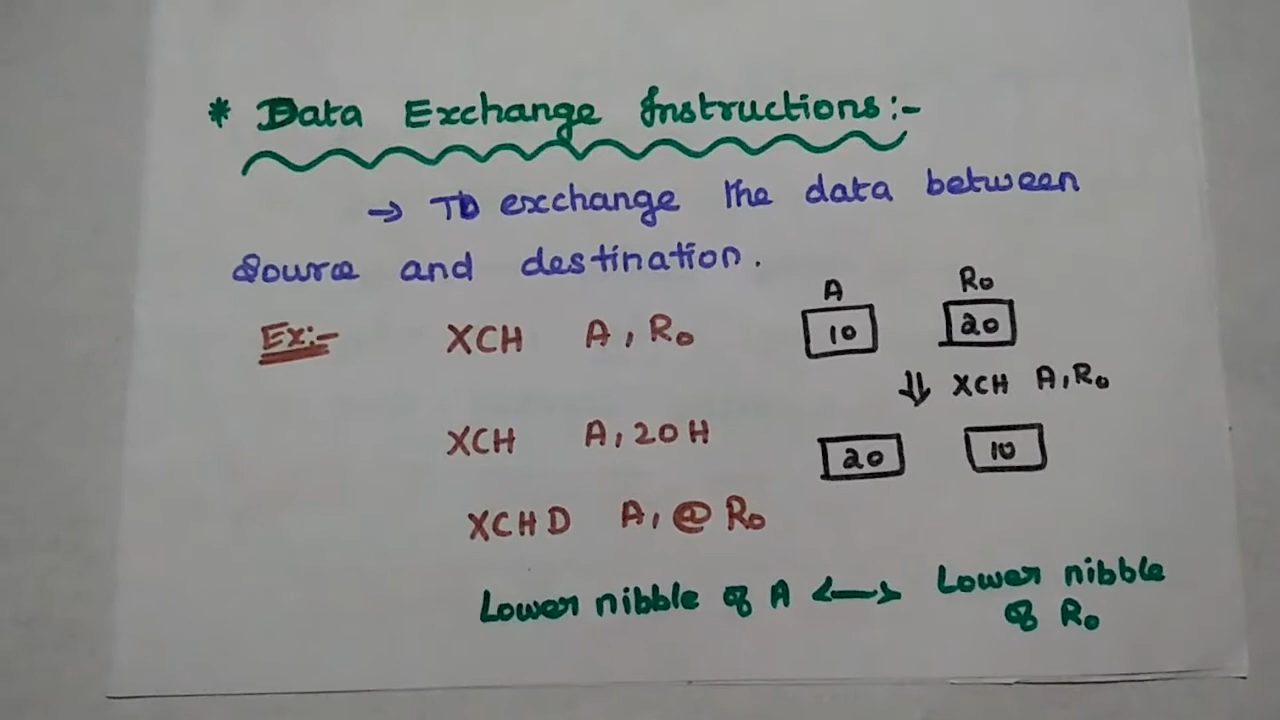 * Data Exchange Instructions:-
→ To exchange the data between
Source and destination.
Ex:- XCH A, R0
A R0
10 20
⇓ XCH A, R0
XCH A, 20H
20 10
XCHD A, @ R0
Lower nibble of A <—> Lower nibble
of R0